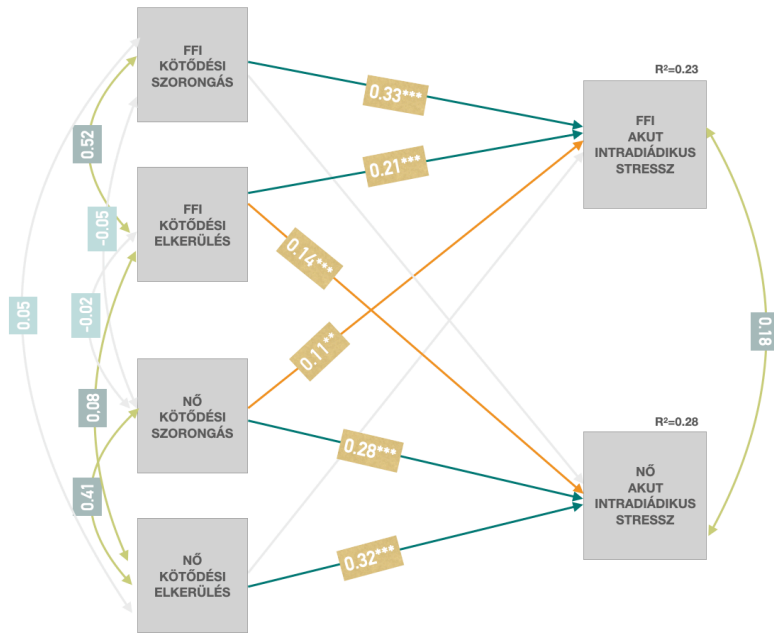 FFI
KÖTŐDÉSI
SZORONGÁS
R²=0.23
0.33***
FFI
AKUT
INTRADIÁDIKUS
STRESSZ
0.52
0.21***
FFI
KÖTŐDÉSI
ELKERÜLÉS
-0.05
0.14***
0.05
-0.02
0.11**
0.18
NŐ
KÖTŐDÉSI
SZORONGÁS
0.08
R²=0.28
0.28***
NŐ
AKUT
INTRADIÁDIKUS
STRESSZ
0.41
0.32***
NŐ
KÖTŐDÉSI
ELKERÜLÉS